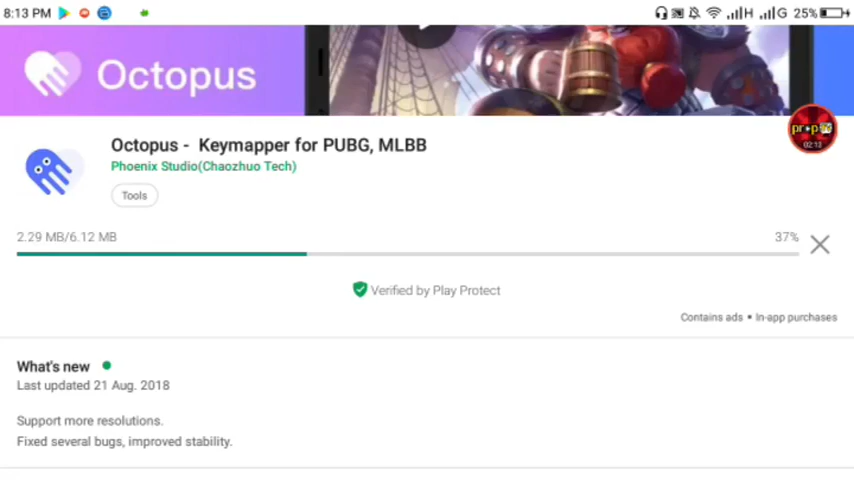 8:13 PM
H
G 25%
Octopus
Octopus - Keymapper for PUBG, MLBB
Phoenix Studio(Chaozhuo Tech)
02:13
Tools
2.29 MB/6.12 MB
37%
Verified by Play Protect
Contains ads • In-app purchases
What's new
Last updated 21 Aug. 2018
Support more resolutions.
Fixed several bugs, improved stability.